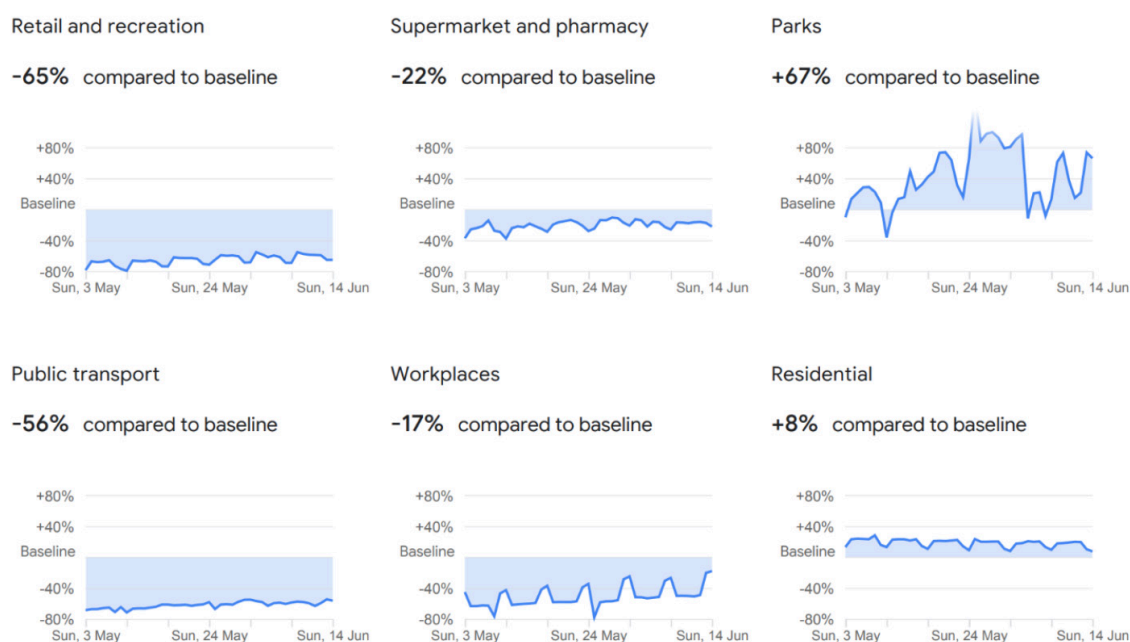 Retail and recreation
-65% compared to baseline
+80%
+40%
Baseline
-40%
-80%
Sun, 3 May Sun, 24 May Sun, 14 Jun
Supermarket and pharmacy
-22% compared to baseline
+80%
+40%
Baseline
-40%
-80%
Sun, 3 May Sun, 24 May Sun, 14 Jun
Parks
+67% compared to baseline
+80%
+40%
Baseline
-40%
-80%
Sun, 3 May Sun, 24 May Sun, 14 Jun
Public transport
-56% compared to baseline
+80%
+40%
Baseline
-40%
-80%
Sun, 3 May Sun, 24 May Sun, 14 Jun
Workplaces
-17% compared to baseline
+80%
+40%
Baseline
-40%
-80%
Sun, 3 May Sun, 24 May Sun, 14 Jun
Residential
+8% compared to baseline
+80%
+40%
Baseline
-40%
-80%
Sun, 3 May Sun, 24 May Sun, 14 Jun